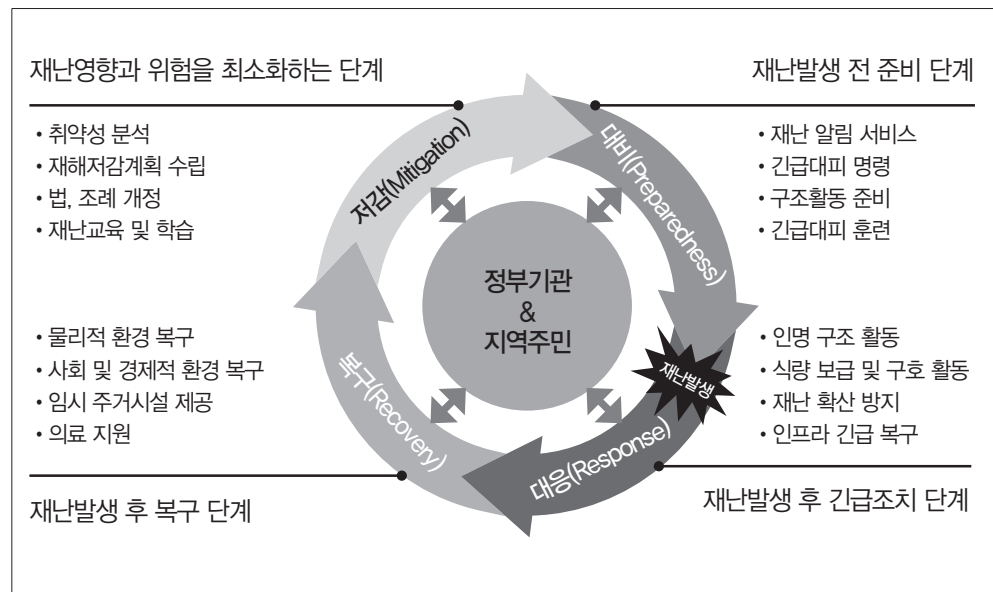 재난영향과 위험을 최소화하는 단계
• 취약성 분석
• 재해저감계획 수립
• 법, 조례 개정
• 재난교육 및 학습
재난발생 전 준비 단계
• 재난 알림 서비스
• 긴급대피 명령
• 구조활동 준비
• 긴급대피 훈련
저감(Mitigation)
대비(Preparedness)
정부기관
&
지역주민
재난발생
대응(Response)
복구(Recovery)
• 물리적 환경 복구
• 사회 및 경제적 환경 복구
• 임시 주거시설 제공
• 의료 지원
재난발생 후 복구 단계
• 인명 구조 활동
• 식량 보급 및 구호 활동
• 재난 확산 방지
• 인프라 긴급 복구
재난발생 후 긴급조치 단계